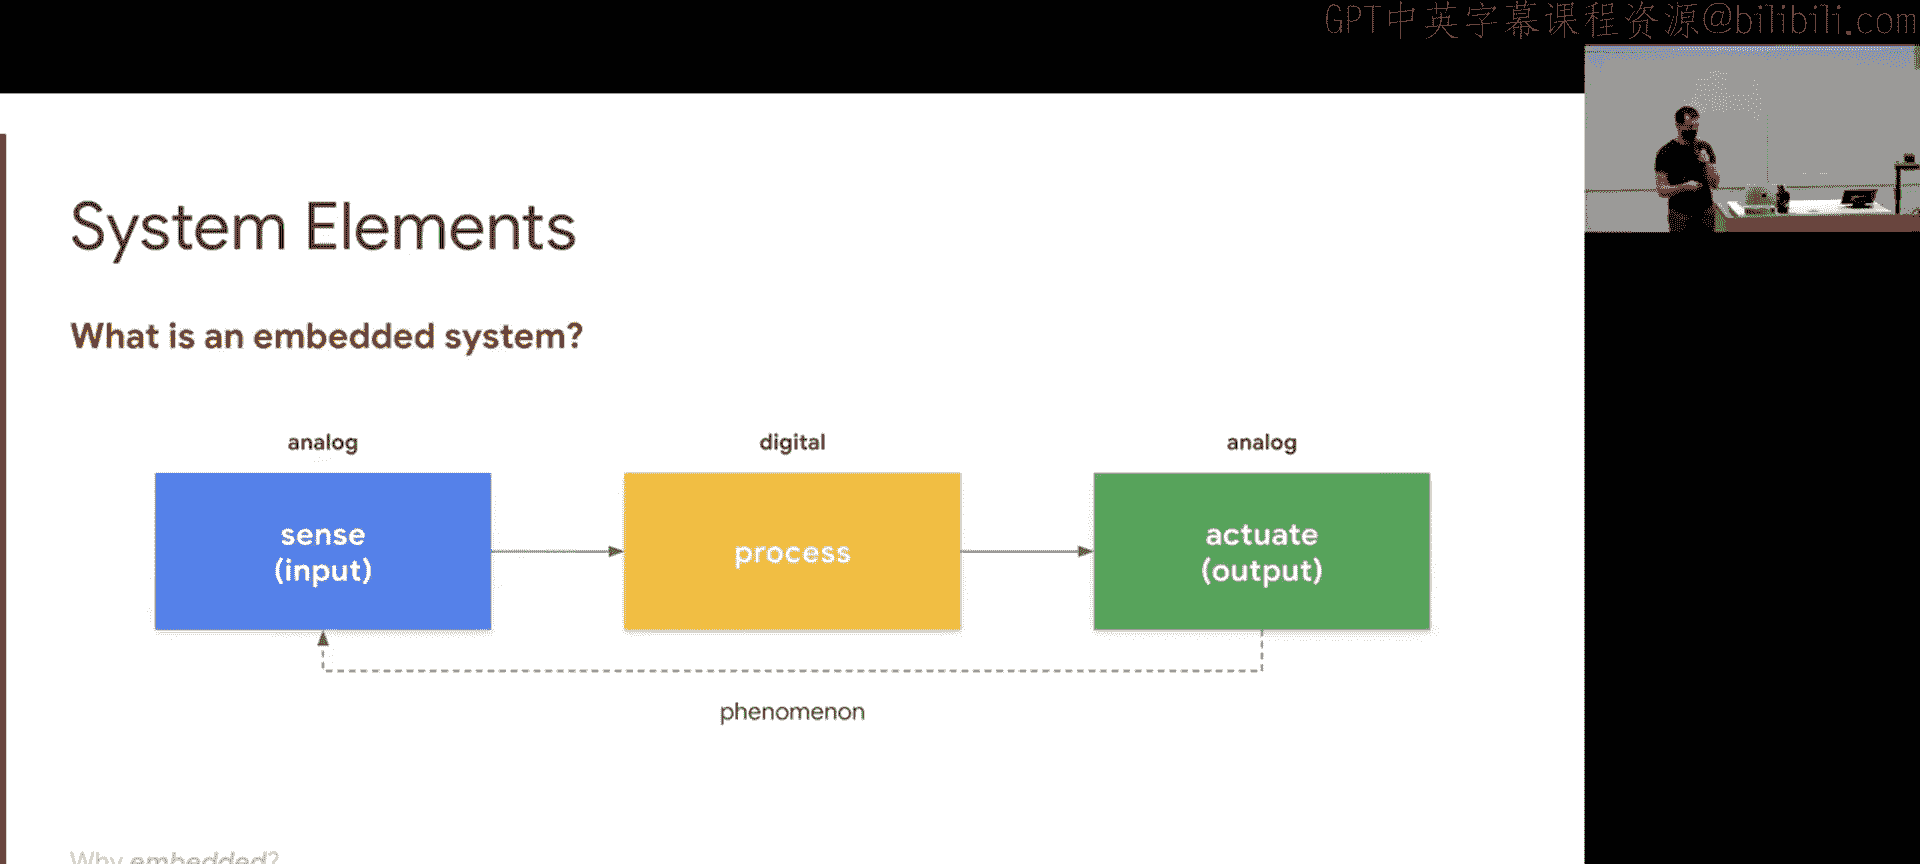 GPT中英字幕课程资源@bilibili.com
System Elements
What is an embedded system?
analog
digital
analog
sense
(input)
process
actuate
(output)
phenomenon
Why embedded?